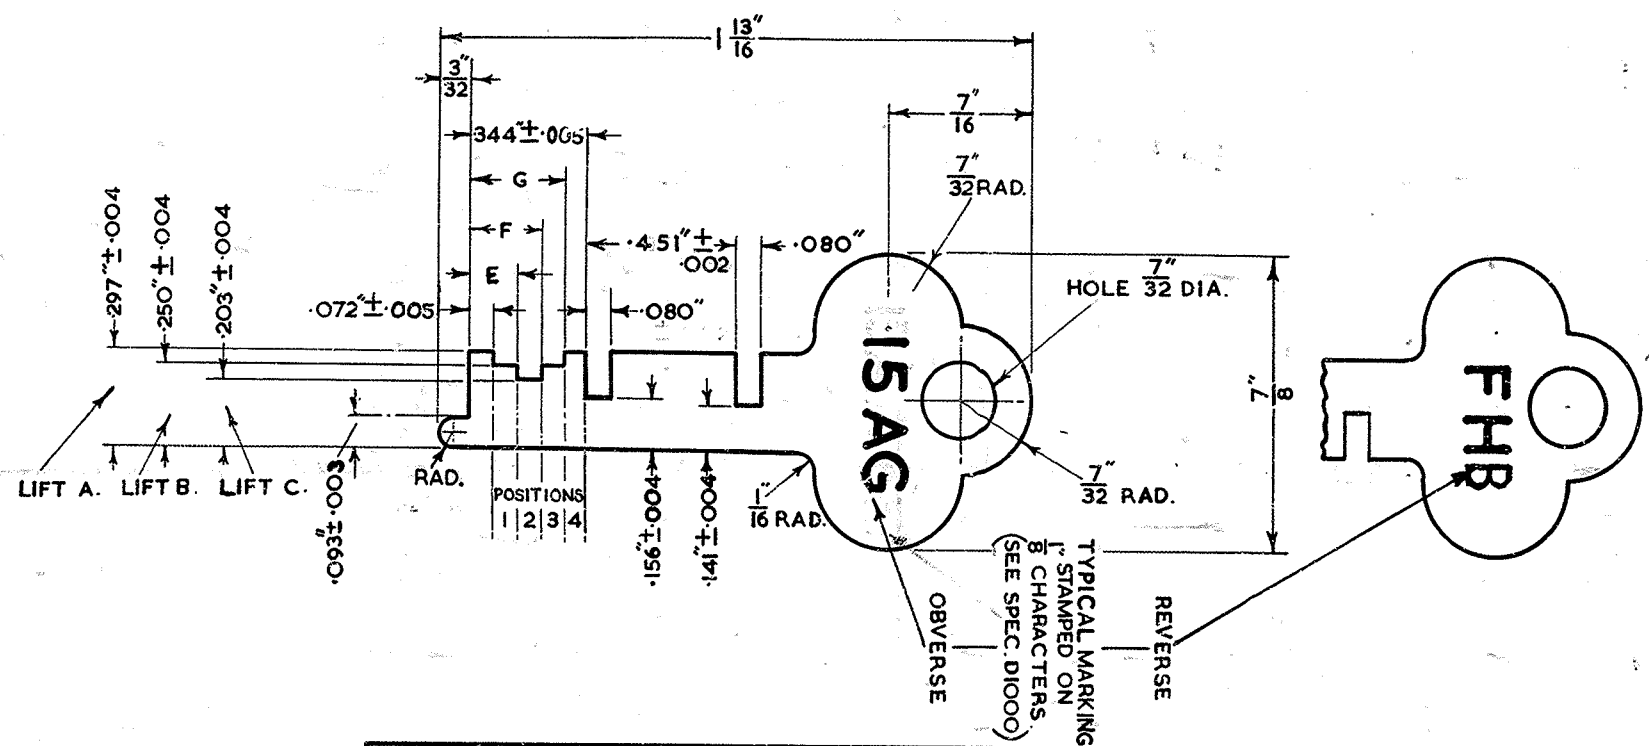 1 13/16"
3/32"
.344"±.005
7/16"
7/32" RAD.
G
F
E
.451"±.002
.080"
.072"±.005
.080"
HOLE 7/32" DIA.
.297"±.004
.250"±.004
.203"±.004
15 AG
FHB
7/8"
LIFT A.
LIFT B.
LIFT C.
.093"±.003
RAD.
POSITIONS
1 2 3 4
.156"±.004
.141"±.004
1/16" RAD.
7/32" RAD.
OBVERSE
TYPICAL MARKING
1/8" STAMPED ON
CHARACTERS.
(SEE SPEC. D1000)
REVERSE